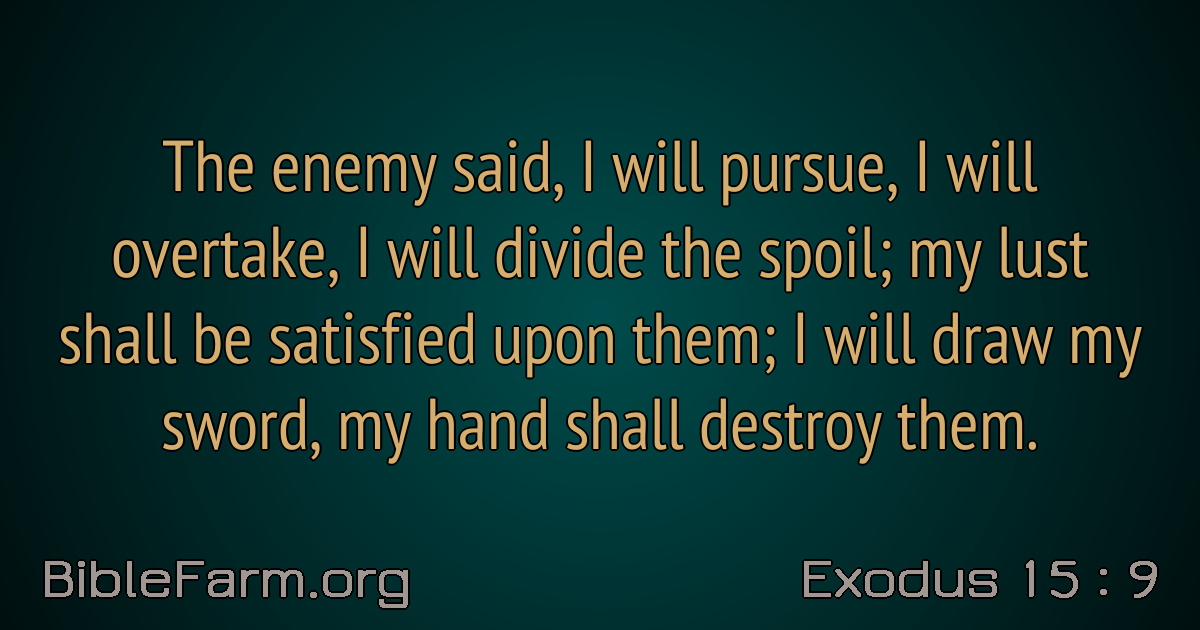 The enemy said, I will pursue, I will
overtake, I will divide the spoil; my lust
shall be satisfied upon them; I will draw my
sword, my hand shall destroy them.
BibleFarm.org
Exodus 15 : 9